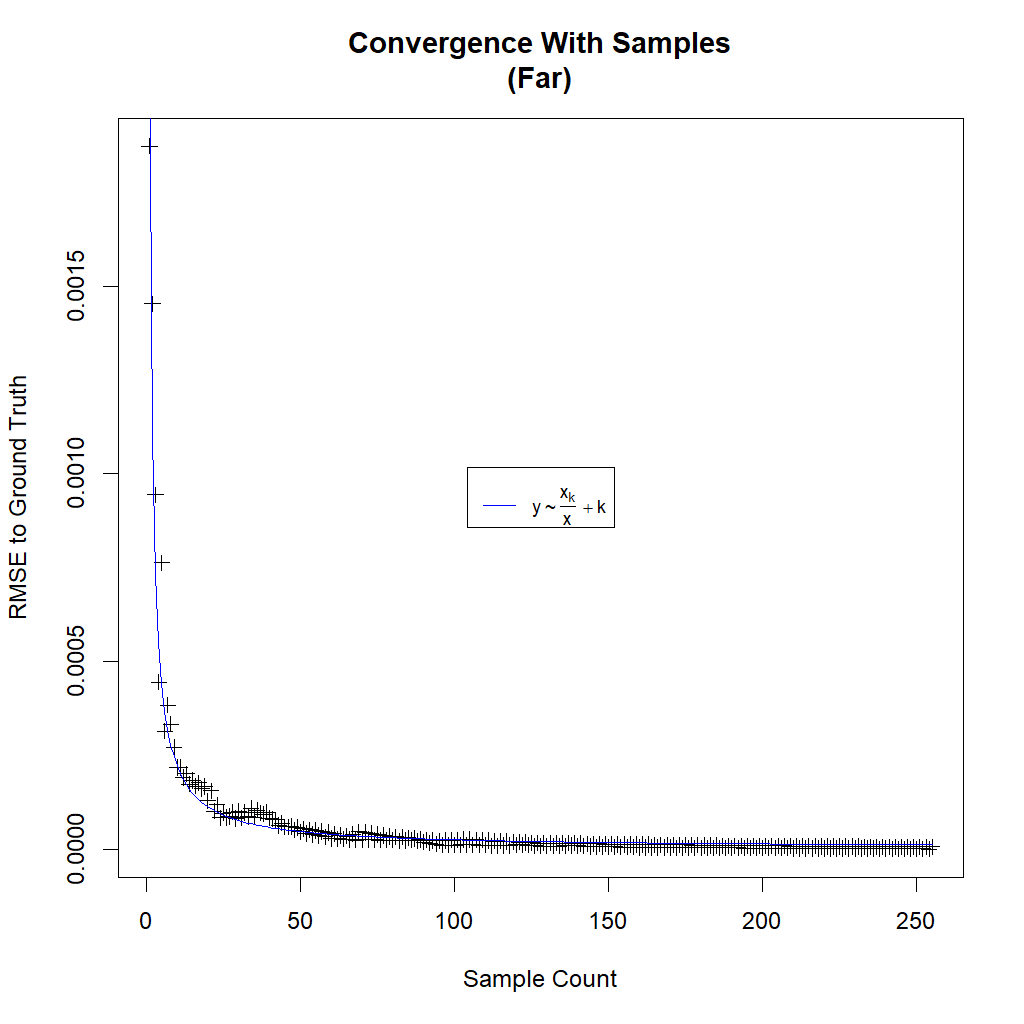 Convergence With Samples
(Far)
RMSE to Ground Truth
0.0015
0.0010
0.0005
0.0000
y ~ x_k/x + k
0 50 100 150 200 250
Sample Count